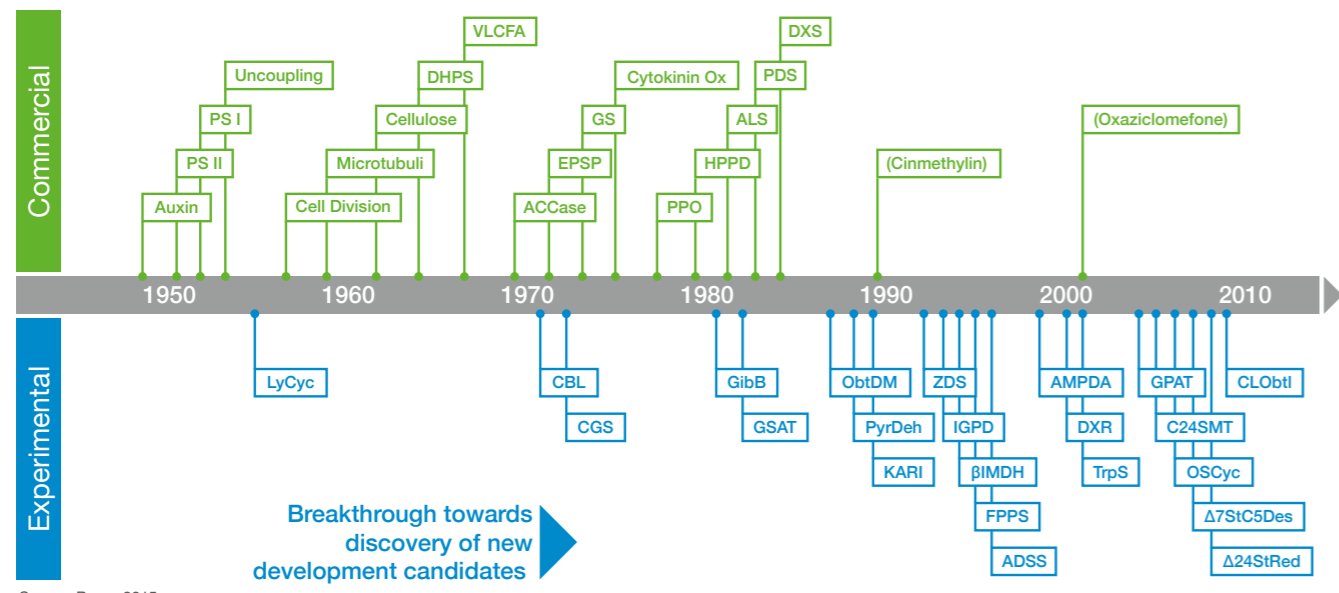 Commercial
VLCFA
DXS
Uncoupling
DHPS
Cytokinin Ox
PDS
PS I
Cellulose
GS
ALS
(Oxaziclomefone)
PS II
Microtubuli
EPSP
HPPD
(Cinmethylin)
Auxin
Cell Division
ACCase
PPO
1950 1960 1970 1980 1990 2000 2010
Experimental
LyCyc
CBL
GibB
ObtDM
ZDS
AMPDA
GPAT
CLObtl
CGS
GSAT
PyrDeh
IGPD
DXR
C24SMT
KARI
βIMDH
TrpS
OSCyc
Breakthrough towards
discovery of new
development candidates
FPPS
Δ7StC5Des
ADSS
Δ24StRed